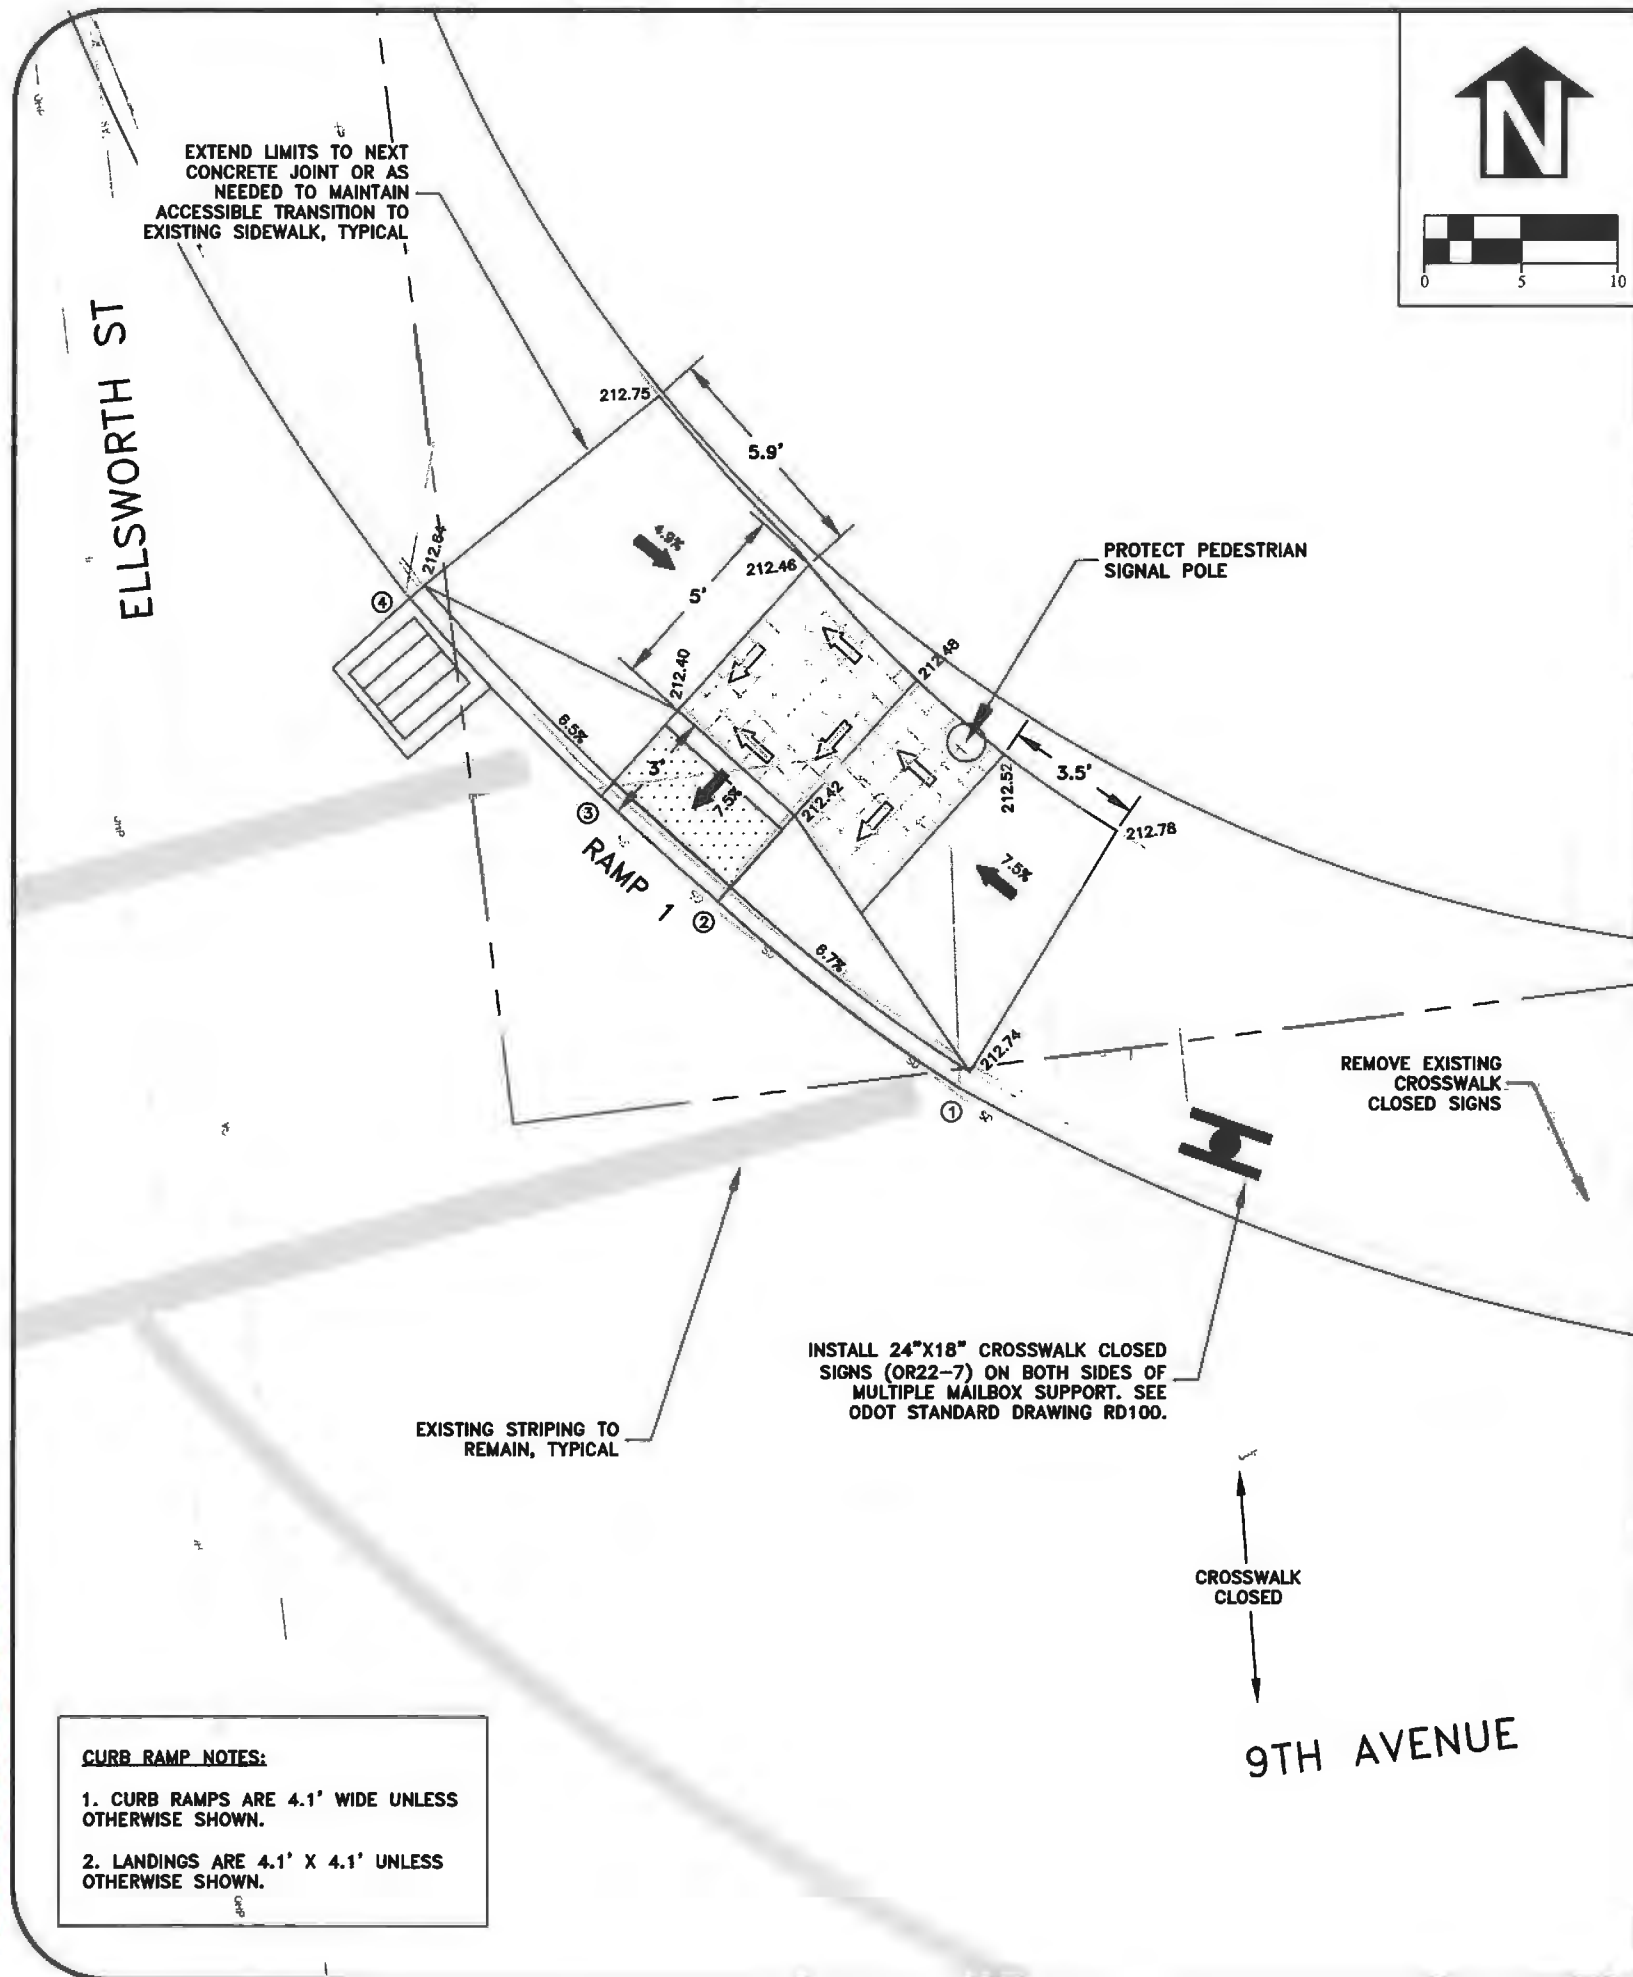 EXTEND LIMITS TO NEXT
CONCRETE JOINT OR AS
NEEDED TO MAINTAIN
ACCESSIBLE TRANSITION TO
EXISTING SIDEWALK, TYPICAL
N
0 5 10
ELLSWORTH ST
212.75
5.9'
212.64
4.9%
212.46
5'
PROTECT PEDESTRIAN
SIGNAL POLE
4
212.40
212.48
6.5%
3'
7.5%
212.42
212.52
3.5'
212.78
3
RAMP 1
2
7.5%
6.7%
212.74
1
REMOVE EXISTING
CROSSWALK
CLOSED SIGNS
INSTALL 24"X18" CROSSWALK CLOSED
SIGNS (OR22-7) ON BOTH SIDES OF
MULTIPLE MAILBOX SUPPORT. SEE
ODOT STANDARD DRAWING RD100.
EXISTING STRIPING TO
REMAIN, TYPICAL
CROSSWALK
CLOSED
9TH AVENUE
CURB RAMP NOTES:
1. CURB RAMPS ARE 4.1' WIDE UNLESS
OTHERWISE SHOWN.
2. LANDINGS ARE 4.1' X 4.1' UNLESS
OTHERWISE SHOWN.